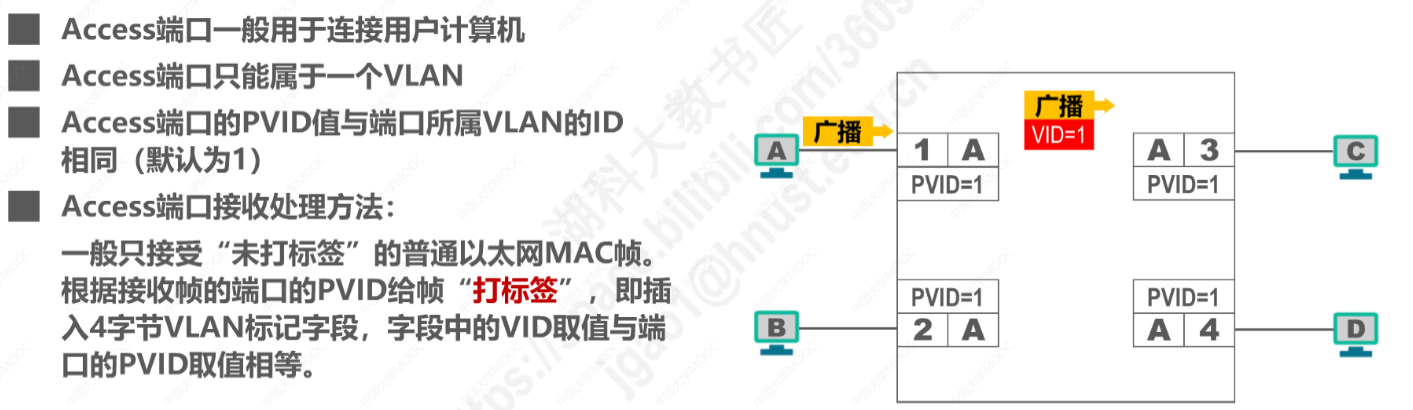 Access端口一般用于连接用户计算机
Access端口只能属于一个VLAN
Access端口的PVID值与端口所属VLAN的ID
相同（默认为1）
Access端口接收处理方法：
一般只接受“未打标签”的普通以太网MAC帧。
根据接收帧的端口的PVID给帧“打标签”，即插
入4字节VLAN标记字段，字段中的VID取值与端
口的PVID取值相等。
广播
VID=1
A
广播
1 A
PVID=1
A 3
PVID=1
C
B
PVID=1
2 A
PVID=1
A 4
D
中国大学MOOC
湖科大教书匠